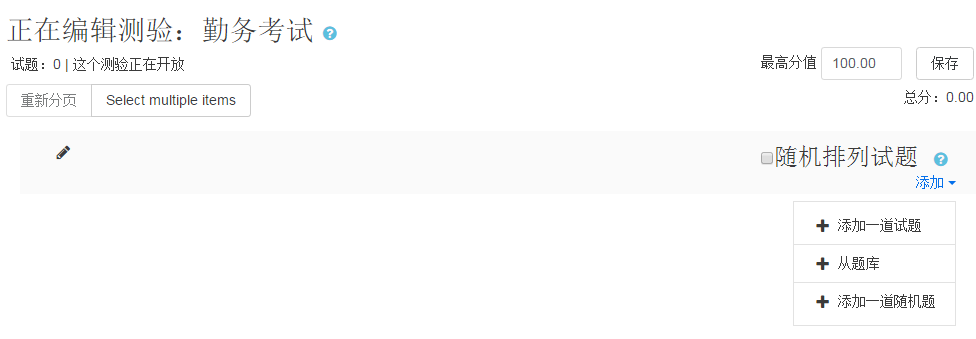 正在编辑测验：勤务考试
试题：0 | 这个测验正在开放
最高分值 100.00 保存
重新分页 Select multiple items
总分：0.00
随机排列试题
添加
添加一道试题
从题库
添加一道随机题